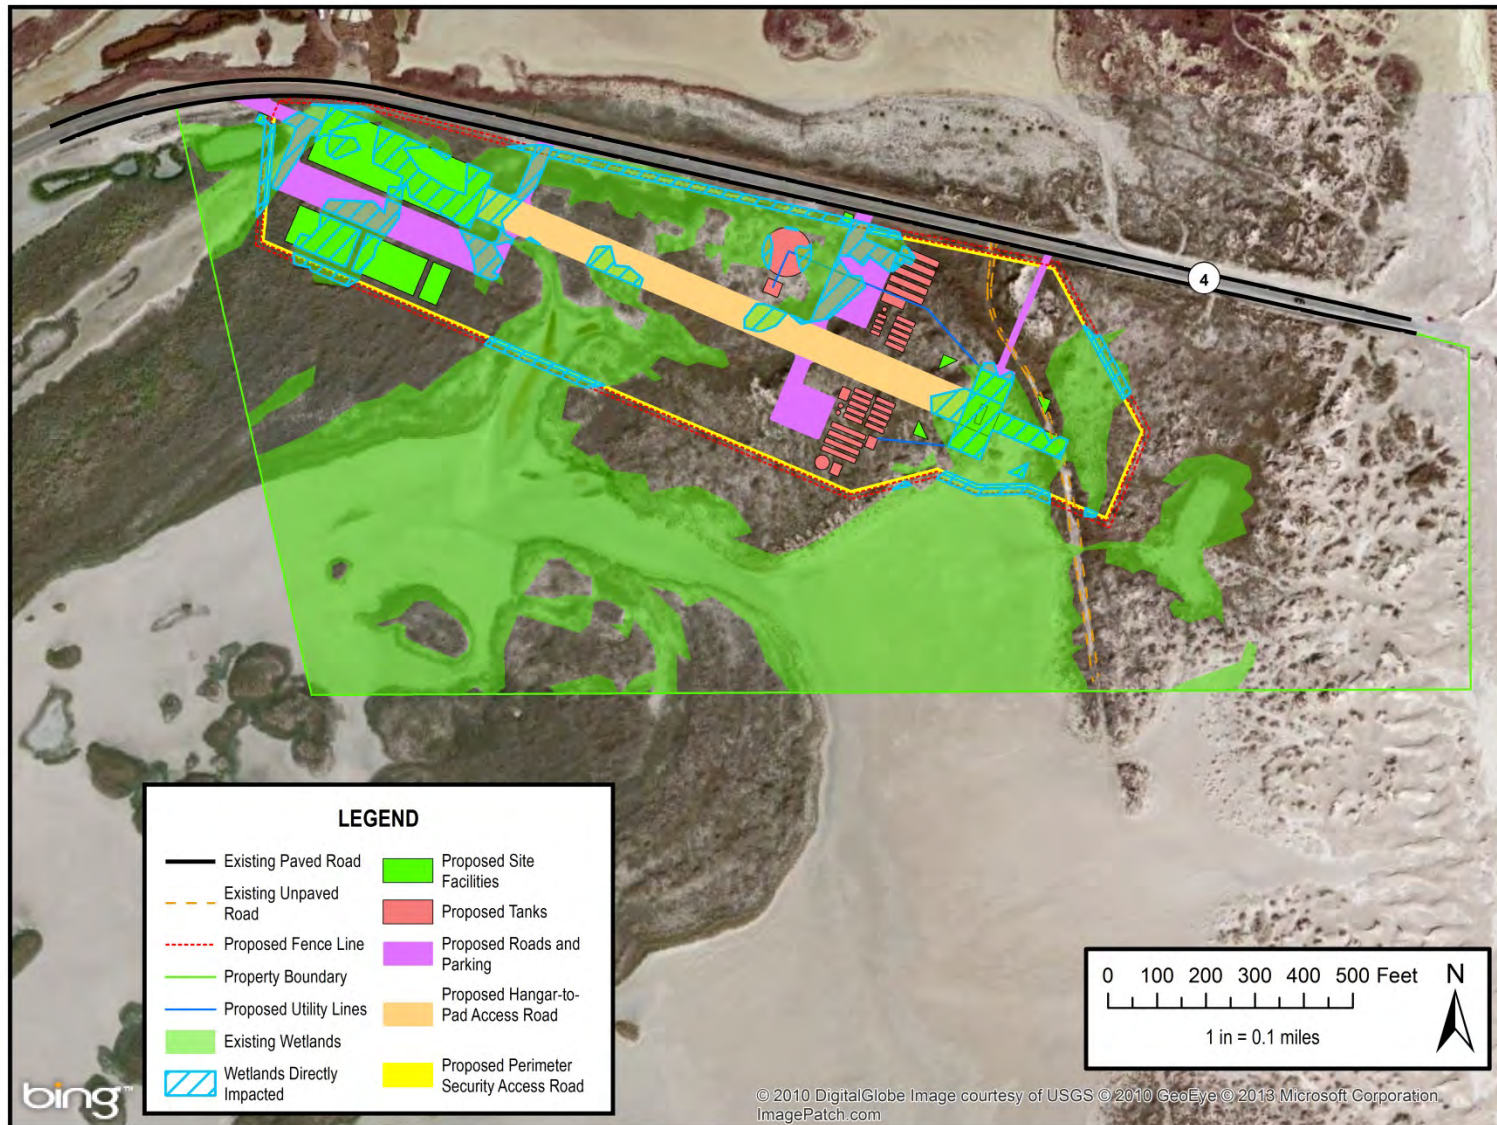 4
LEGEND
Existing Paved Road
Existing Unpaved
Road
Proposed Fence Line
Property Boundary
Proposed Utility Lines
Existing Wetlands
Wetlands Directly
Impacted
Proposed Site
Facilities
Proposed Tanks
Proposed Roads and
Parking
Proposed Hangar-to-
Pad Access Road
Proposed Perimeter
Security Access Road
0 100 200 300 400 500 Feet
N
1 in = 0.1 miles
bing™
© 2010 DigitalGlobe Image courtesy of USGS © 2010 GeoEye © 2013 Microsoft Corporation
ImagePatch.com